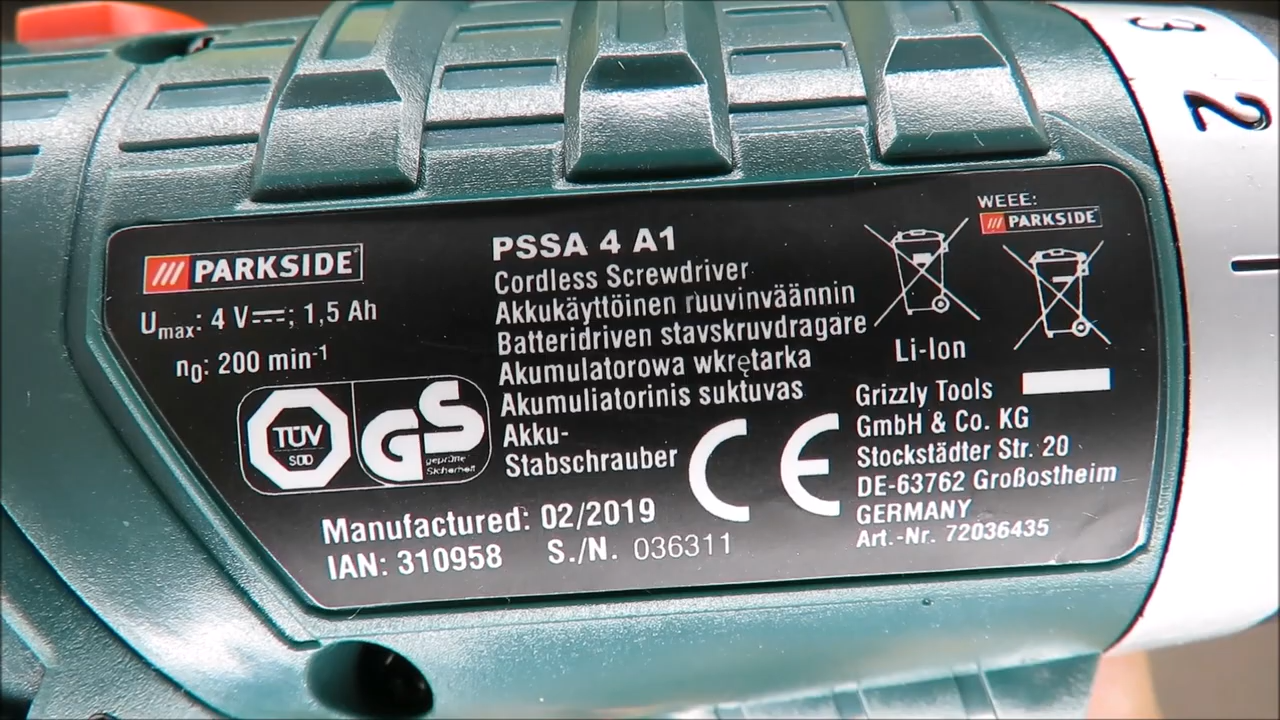 3
2
PARKSIDE
Umax: 4 V⎓; 1,5 Ah
n0: 200 min-1
TÜV
SÜD
GS
geprüfte
Sicherheit
PSSA 4 A1
Cordless Screwdriver
Akkukäyttöinen ruuvinväännin
Batteridriven stavskruvdragare
Akumulatorowa wkrętarka
Akumuliatorinis suktuvas
Akku-
Stabschrauber
CE
Manufactured: 02/2019
IAN: 310958 S./N. 036311
WEEE:
PARKSIDE
Li-Ion
Grizzly Tools
GmbH & Co. KG
Stockstädter Str. 20
DE-63762 Großostheim
GERMANY
Art.-Nr. 72036435